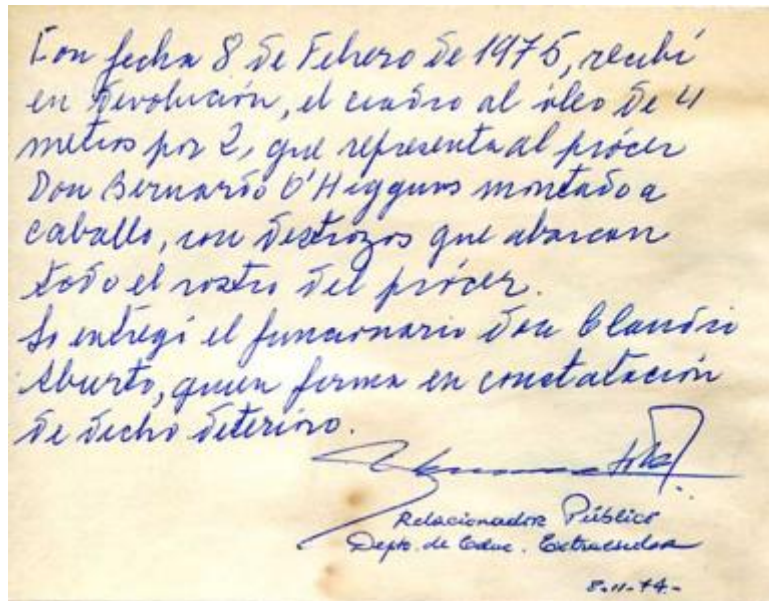 Con fecha 8 de Febrero de 1975, recibí
en devolución, el cuadro al óleo de 4
metros por 2, que representa al prócer
Don Bernardo O'Higgins montado a
caballo, con destrozos que abarcan
todo el rostro del prócer.
Lo entregó el funcionario don Claudio
Aburto, quien firma en constatación
de dicho deterioro.
Relacionador Público
Depto. de Educ. Extraescolar
8-11-74.-